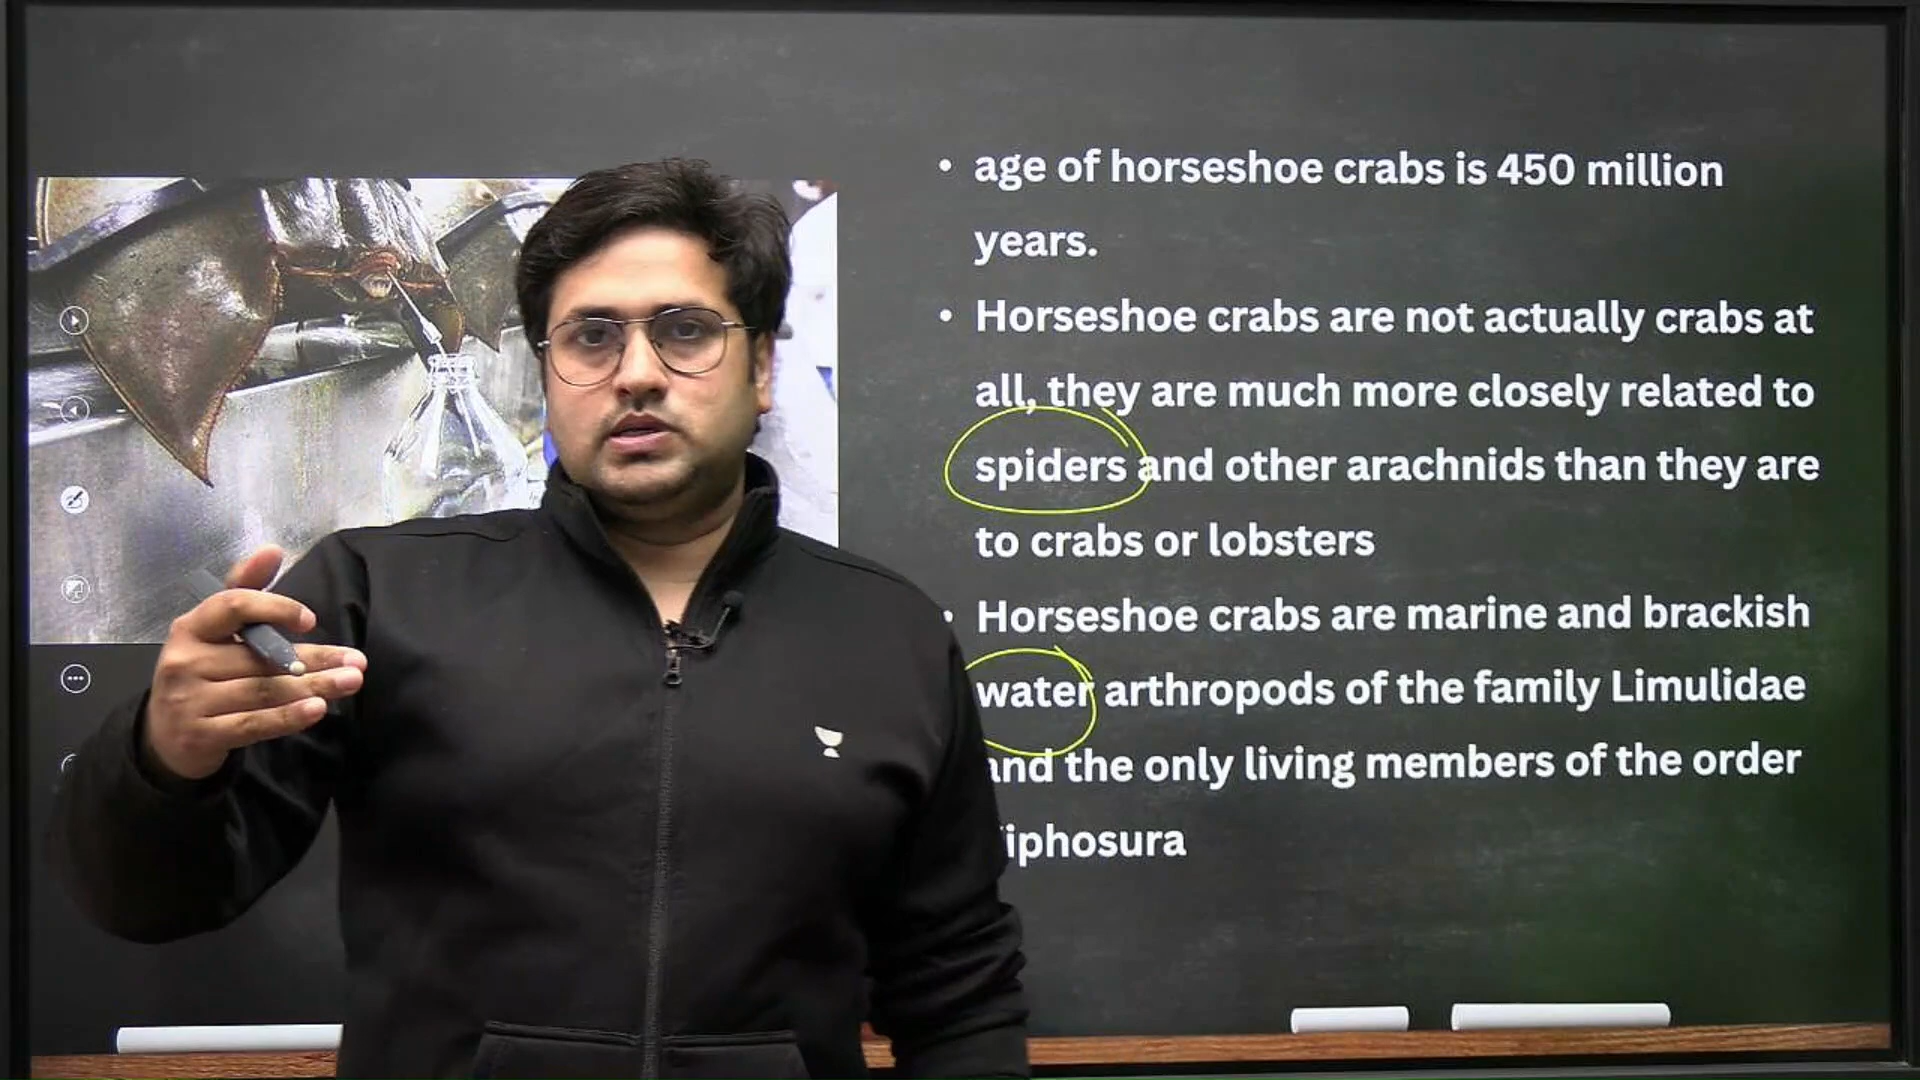 • age of horseshoe crabs is 450 million
years.
• Horseshoe crabs are not actually crabs at
all, they are much more closely related to
spiders and other arachnids than they are
to crabs or lobsters
• Horseshoe crabs are marine and brackish
water arthropods of the family Limulidae
and the only living members of the order
iphosura